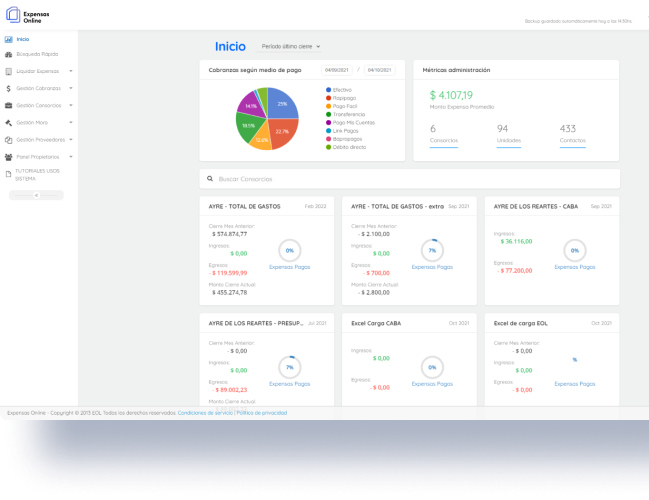 Expensas
Online
Backup guardado automáticamente hoy a las 14:30hs.
Inicio
Búsqueda Rápida
Liquidar Expensas
Gestión Cobranzas
Gestión Consorcios
Gestión Mora
Gestión Proveedores
Panel Propietarios
TUTORIALES USOS
SISTEMA
Inicio
Período último cierre
Cobranzas según medio de pago
04/09/2021 / 04/10/2021
25%
22.1%
12.9%
18.5%
14.1%
Efectivo
Rapipago
Pago Fácil
Transferencia
Pago Mis Cuentas
Link Pagos
Bapropagos
Débito directo
Métricas administración
$ 4.107,19
Monto Expensa Promedio
6
Consorcios
94
Unidades
433
Contactos
Buscar Consorcios
AYRE - TOTAL DE GASTOS Feb 2022
Cierre Mes Anterior:
$ 574.874,77
Ingresos:
$ 0,00
Egresos:
- $ 119.599,99
Monto Cierre Actual:
$ 455.274,78
0%
Expensas Pagas
AYRE - TOTAL DE GASTOS - extra Sep 2021
Cierre Mes Anterior:
- $ 2.100,00
Ingresos:
$ 0,00
Egresos:
- $ 700,00
Monto Cierre Actual:
- $ 2.800,00
7%
Expensas Pagas
AYRE DE LOS REARTES - CABA Sep 2021
Ingresos:
$ 36.116,00
Egresos:
- $ 77.200,00
0%
Expensas Pagas
AYRE DE LOS REARTES - PRESUP... Jul 2021
Cierre Mes Anterior:
- $ 0,00
Ingresos:
$ 0,00
Egresos:
- $ 89.002,23
Monto Cierre Actual:
7%
Expensas Pagas
Excel Carga CABA Oct 2021
Ingresos:
$ 0,00
Egresos:
- $ 0,00
0%
Expensas Pagas
Excel de carga EOL Oct 2021
Cierre Mes Anterior:
- $ 0,00
Ingresos:
$ 0,00
Egresos:
- $ 0,00
%
Expensas Pagas
Expensas Online - Copyright © 2013 EOL. Todos los derechos reservados. Condiciones de servicio | Política de privacidad